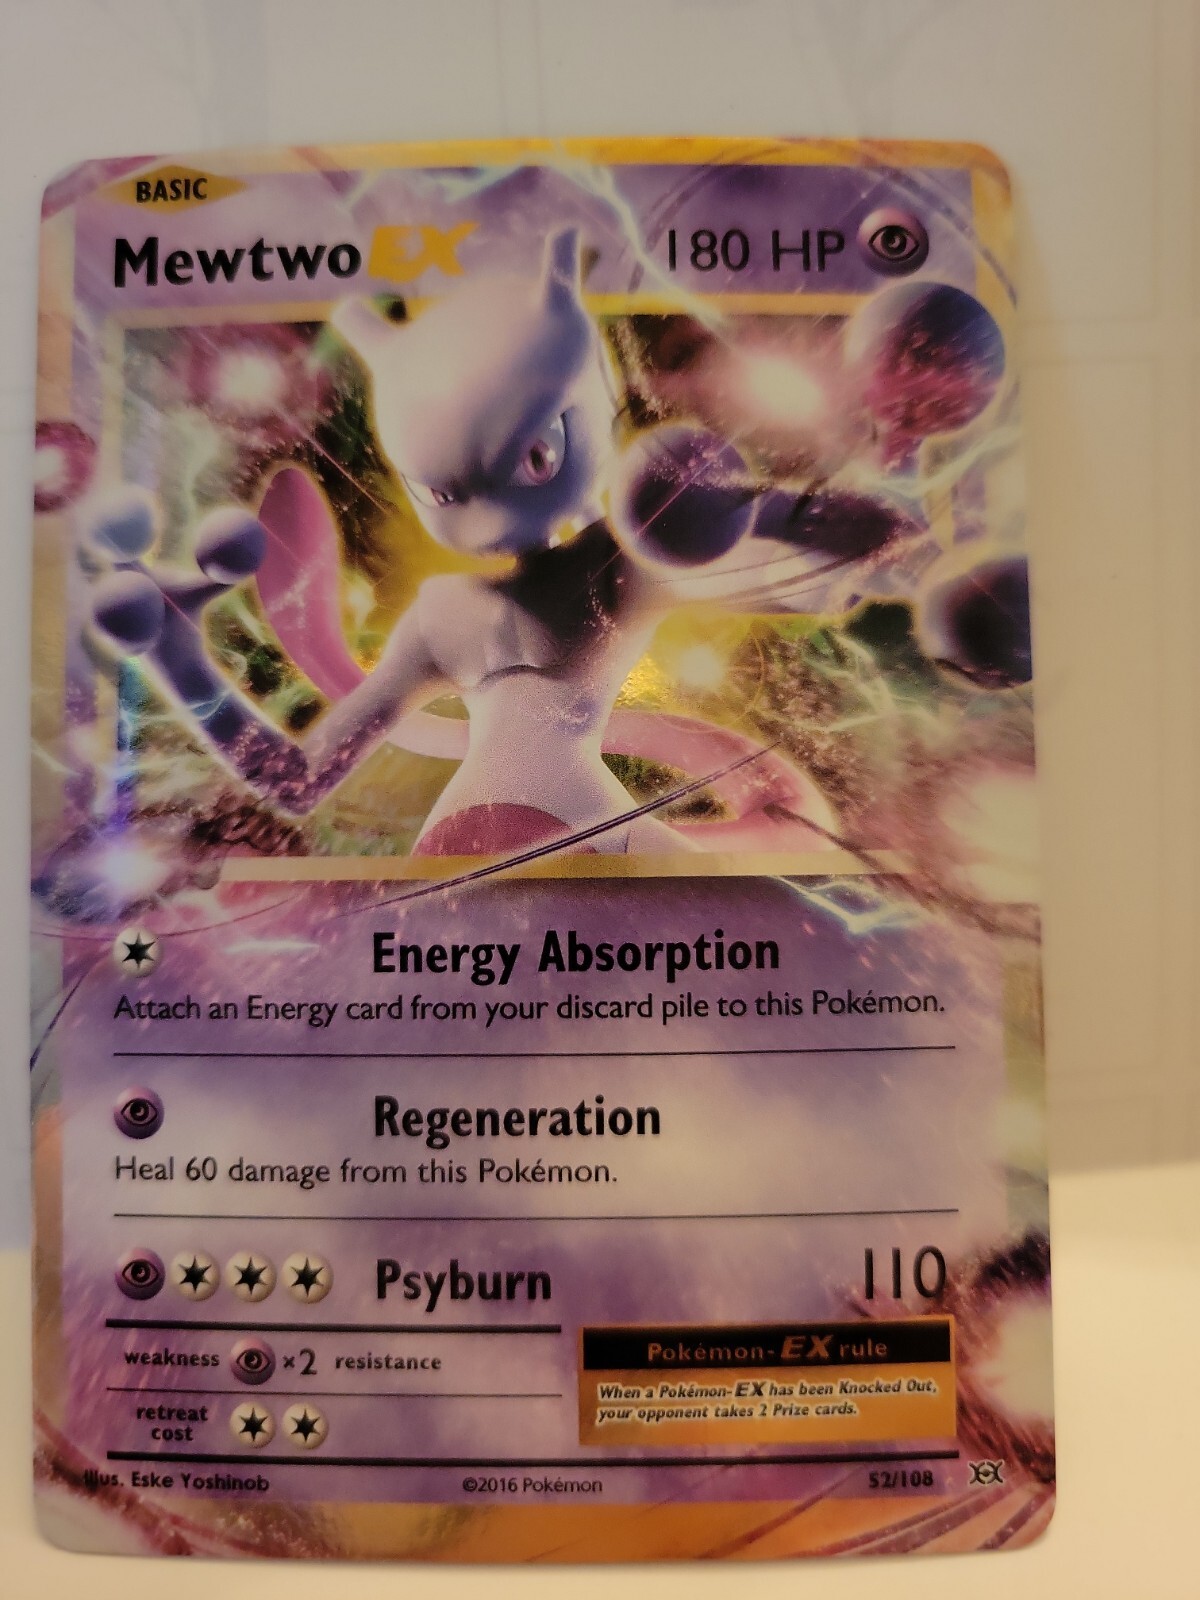 BASIC
Mewtwo EX 180 HP
Energy Absorption
Attach an Energy card from your discard pile to this Pokémon.
Regeneration
Heal 60 damage from this Pokémon.
Psyburn 110
weakness ×2 resistance
retreat cost
Pokémon-EX rule
When a Pokémon-EX has been Knocked Out,
your opponent takes 2 Prize cards.
Illus. Eske Yoshinob ©2016 Pokémon 52/108